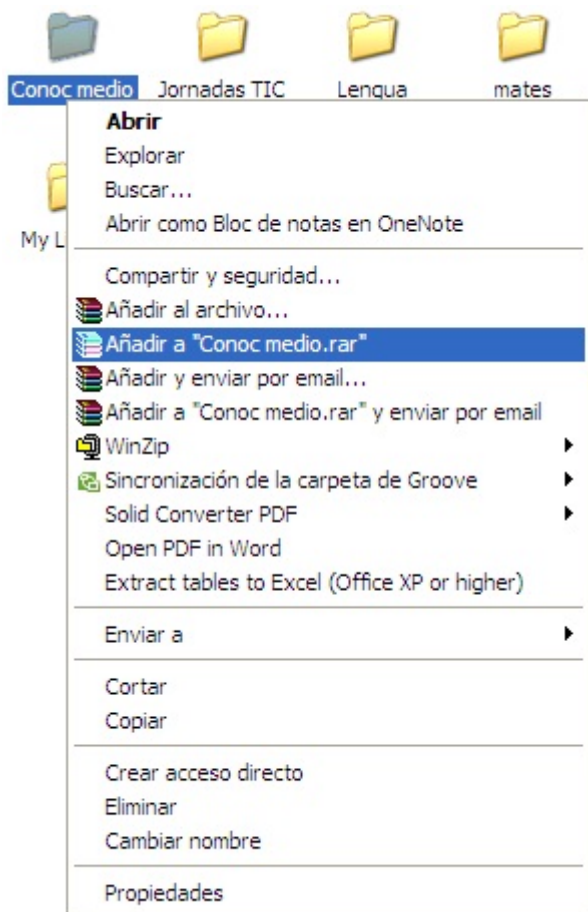 Conoc medio Jornadas TIC Lengua mates
My L
Abrir
Explorar
Buscar...
Abrir como Bloc de notas en OneNote
Compartir y seguridad...
Añadir al archivo...
Añadir a "Conoc medio.rar"
Añadir y enviar por email...
Añadir a "Conoc medio.rar" y enviar por email
WinZip
Sincronización de la carpeta de Groove
Solid Converter PDF
Open PDF in Word
Extract tables to Excel (Office XP or higher)
Enviar a
Cortar
Copiar
Crear acceso directo
Eliminar
Cambiar nombre
Propiedades